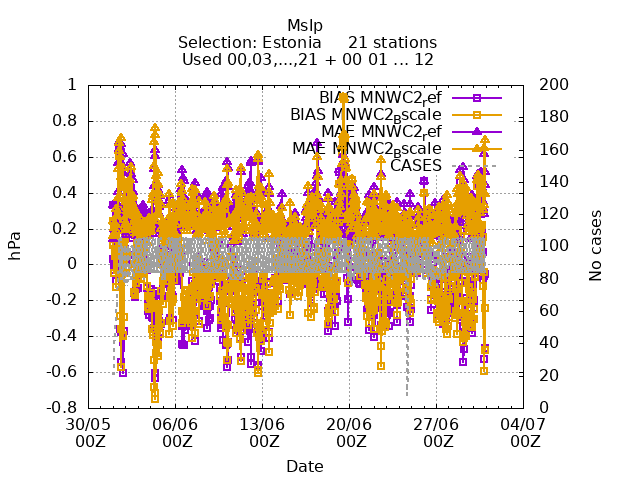 Mslp
Selection: Estonia 21 stations
Used 00,03,...,21 + 00 01 ... 12
BIAS MNWC2_ref
BIAS MNWC2_Bscale
MAE MNWC2_ref
MAE MNWC2_Bscale
CASES
1
0.8
0.6
0.4
0.2
0
-0.2
-0.4
-0.6
-0.8
hPa
200
180
160
140
120
100
80
60
40
20
0
No cases
30/05 06/06 13/06 20/06 27/06 04/07
00Z 00Z 00Z 00Z 00Z 00Z
Date